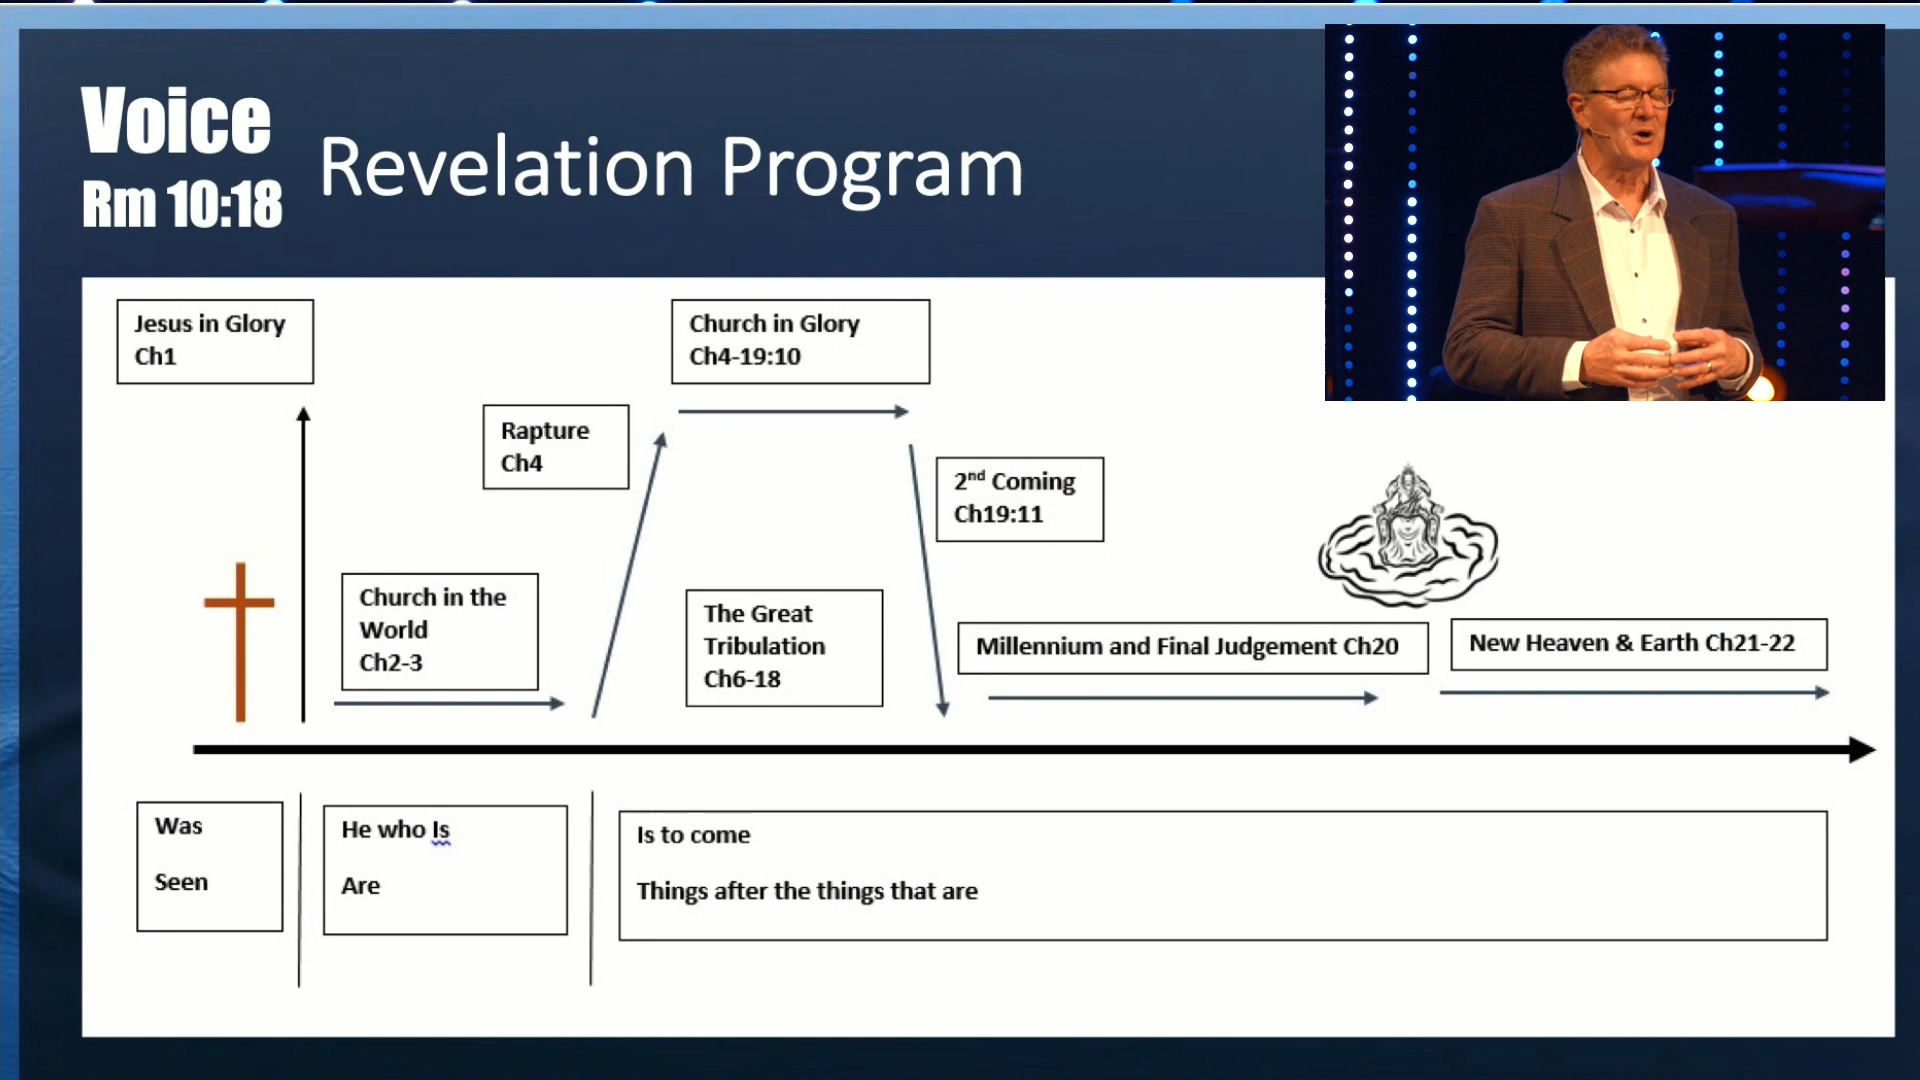 Voice
Rm 10:18
Revelation Program
Jesus in Glory
Ch1
Church in Glory
Ch4-19:10
Rapture
Ch4
2nd Coming
Ch19:11
Church in the
World
Ch2-3
The Great
Tribulation
Ch6-18
Millennium and Final Judgement Ch20
New Heaven & Earth Ch21-22
Was
Seen
He who Is
Are
Is to come
Things after the things that are